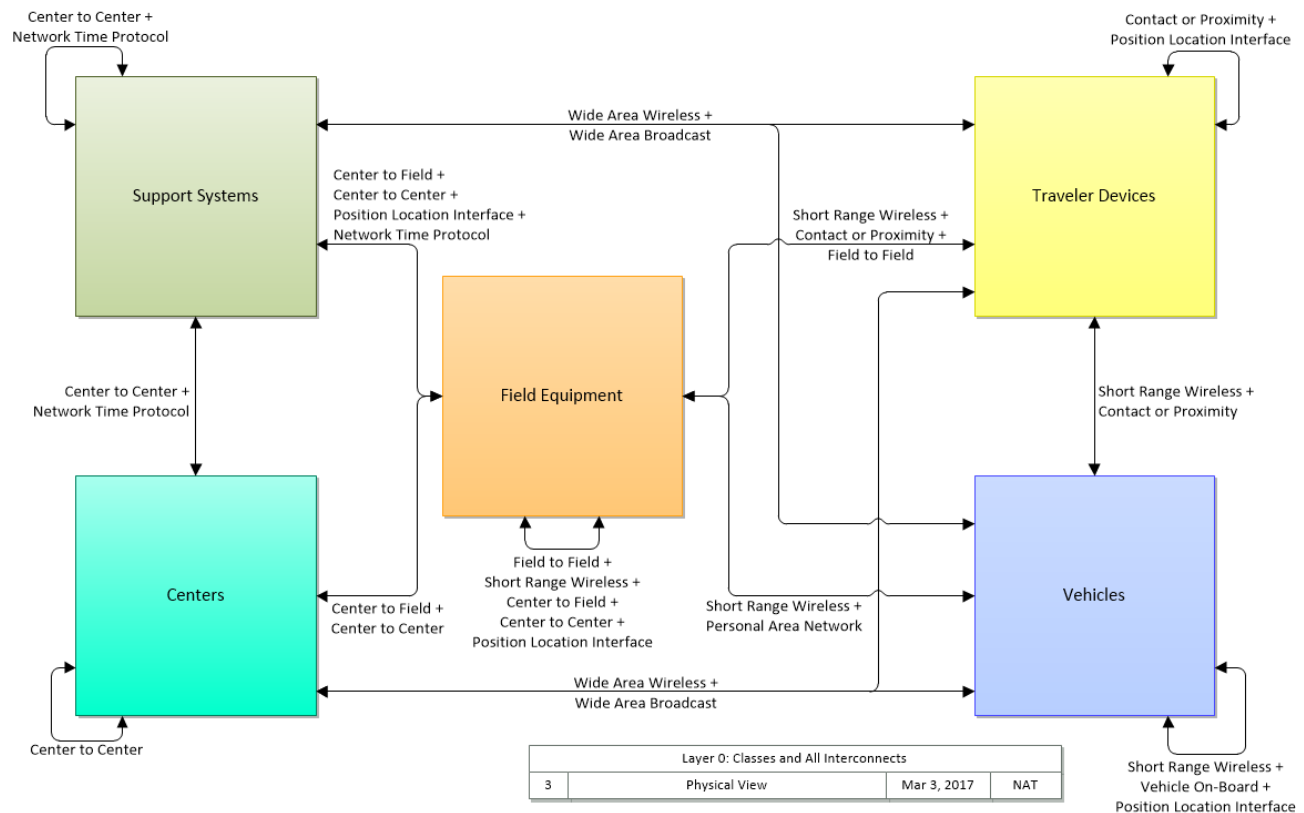 Center to Center +
Network Time Protocol
Contact or Proximity +
Position Location Interface
Wide Area Wireless +
Wide Area Broadcast
Support Systems
Center to Field +
Center to Center +
Position Location Interface +
Network Time Protocol
Short Range Wireless +
Contact or Proximity +
Field to Field
Traveler Devices
Center to Center +
Network Time Protocol
Field Equipment
Short Range Wireless +
Contact or Proximity
Centers
Center to Field +
Center to Center
Field to Field +
Short Range Wireless +
Center to Field +
Center to Center +
Position Location Interface
Short Range Wireless +
Personal Area Network
Vehicles
Wide Area Wireless +
Wide Area Broadcast
Center to Center
Short Range Wireless +
Vehicle On-Board +
Position Location Interface
Layer 0: Classes and All Interconnects
3 Physical View Mar 3, 2017 NAT